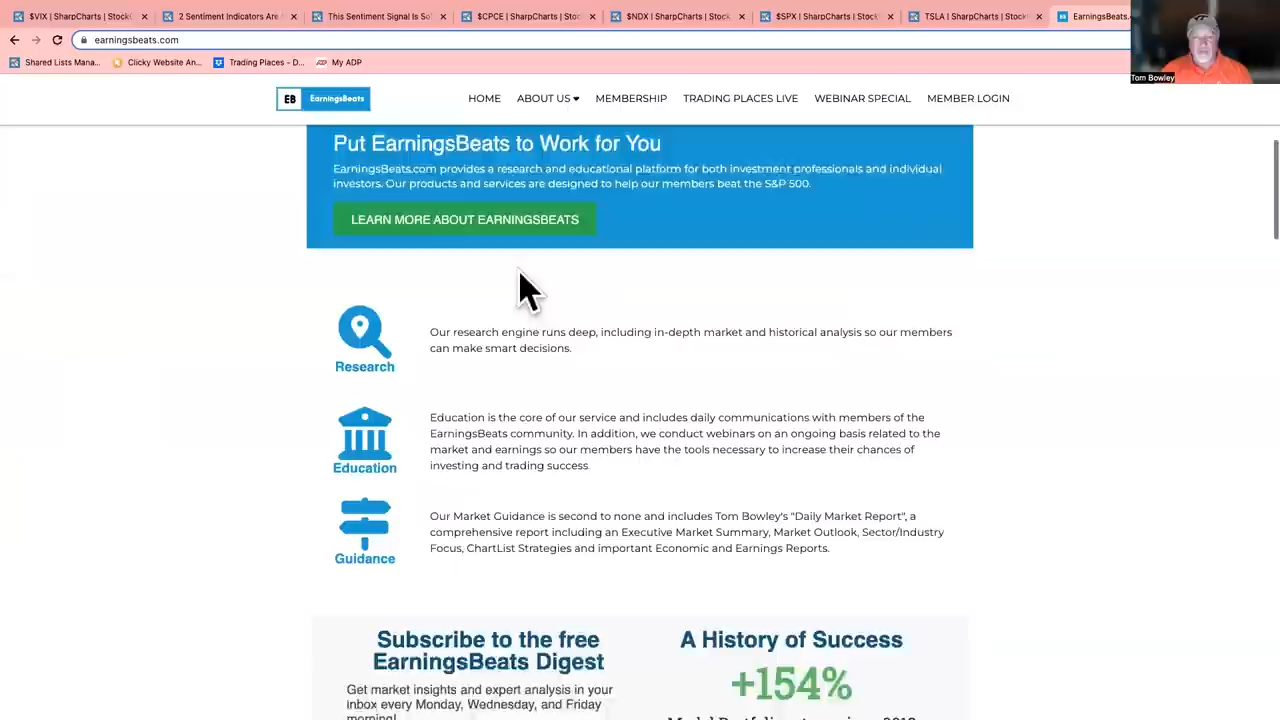 $VIX | SharpCharts | Stock
2 Sentiment Indicators Are
This Sentiment Signal Is So
$CPCE | SharpCharts | Stoc
$NDX | SharpCharts | Stock
$SPX | SharpCharts | Stock
TSLA | SharpCharts | Stock
EarningsBeats.
earningsbeats.com
Shared Lists Mana...
Clicky Website An...
Trading Places - D...
My ADP
Tom Bowley
EB EarningsBeats
HOME
ABOUT US
MEMBERSHIP
TRADING PLACES LIVE
WEBINAR SPECIAL
MEMBER LOGIN
Put EarningsBeats to Work for You
EarningsBeats.com provides a research and educational platform for both investment professionals and individual
investors. Our products and services are designed to help our members beat the S&P 500.
LEARN MORE ABOUT EARNINGSBEATS
Research
Our research engine runs deep, including in-depth market and historical analysis so our members
can make smart decisions.
Education
Education is the core of our service and includes daily communications with members of the
EarningsBeats community. In addition, we conduct webinars on an ongoing basis related to the
market and earnings so our members have the tools necessary to increase their chances of
investing and trading success.
Guidance
Our Market Guidance is second to none and includes Tom Bowley's "Daily Market Report", a
comprehensive report including an Executive Market Summary, Market Outlook, Sector/Industry
Focus, ChartList Strategies and important Economic and Earnings Reports.
Subscribe to the free
EarningsBeats Digest
Get market insights and expert analysis in your
inbox every Monday, Wednesday, and Friday
morning!
A History of Success
+154%